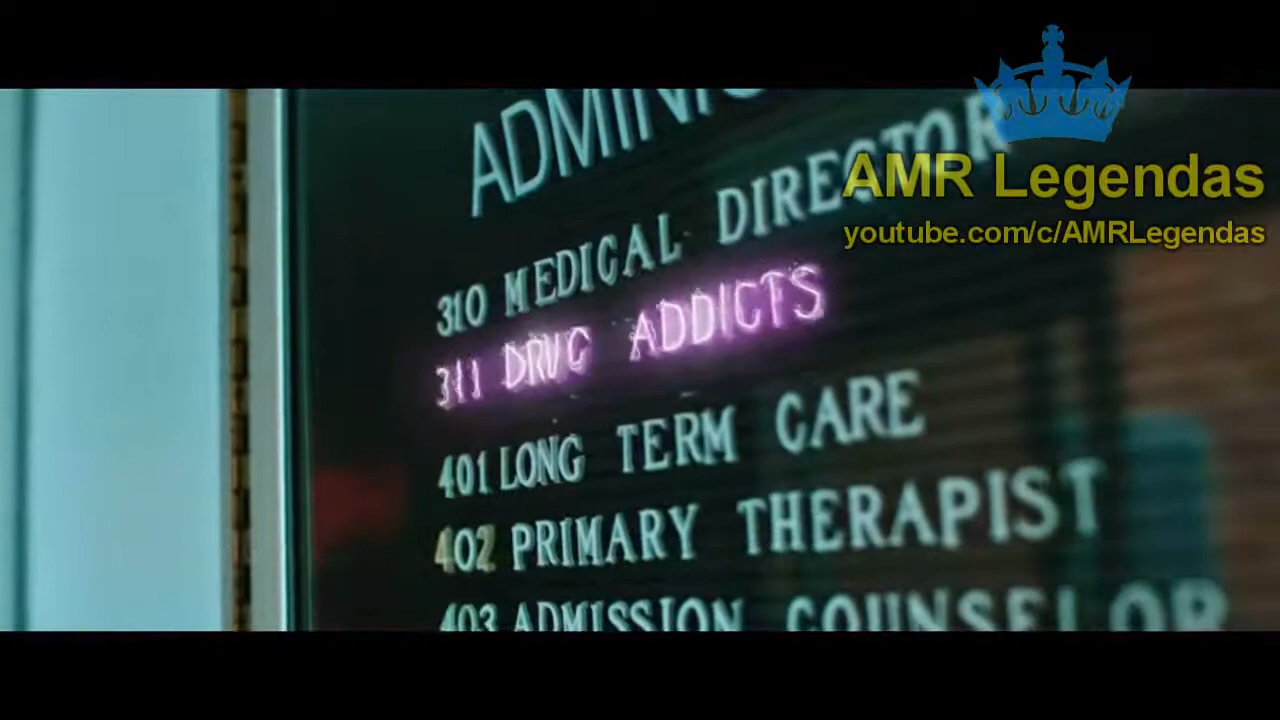 AMR Legendas
youtube.com/c/AMRLegendas
310 MEDICAL DIRECTOR
311 DRUG ADDICTS
401 LONG TERM CARE
402 PRIMARY THERAPIST
403 ADMISSION COUNSELOR